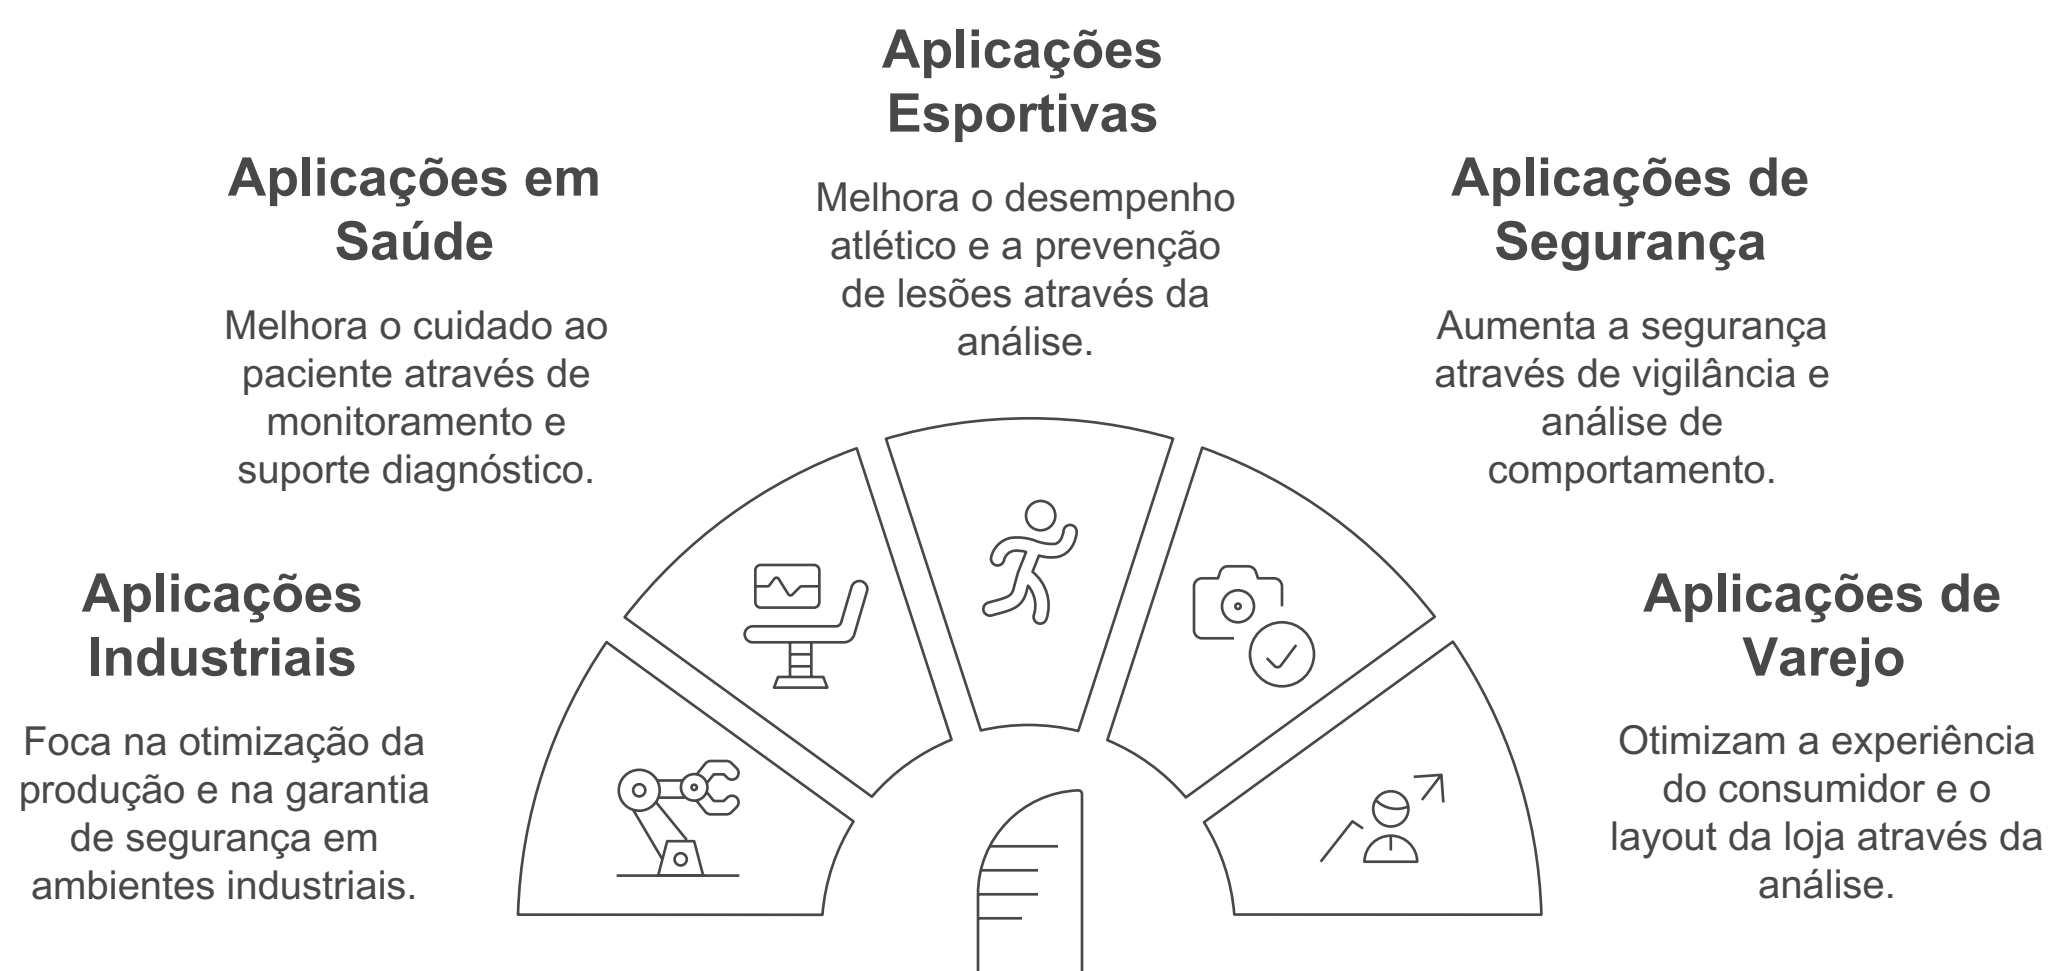 Aplicações
Esportivas
Melhora o desempenho
atlético e a prevenção
de lesões através da
análise.
Aplicações em
Saúde
Melhora o cuidado ao
paciente através de
monitoramento e
suporte diagnóstico.
Aplicações de
Segurança
Aumenta a segurança
através de vigilância e
análise de
comportamento.
Aplicações
Industriais
Foca na otimização da
produção e na garantia
de segurança em
ambientes industriais.
Aplicações de
Varejo
Otimizam a experiência
do consumidor e o
layout da loja através da
análise.